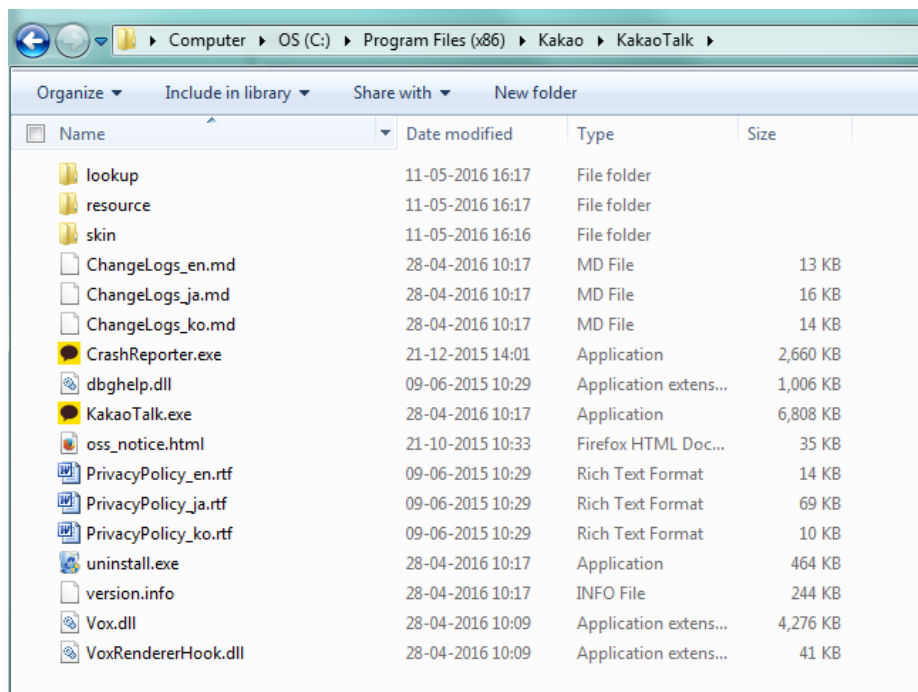 Computer OS (C:) Program Files (x86) Kakao KakaoTalk
Organize Include in library Share with New folder
Name Date modified Type Size
lookup 11-05-2016 16:17 File folder
resource 11-05-2016 16:17 File folder
skin 11-05-2016 16:16 File folder
ChangeLogs_en.md 28-04-2016 10:17 MD File 13 KB
ChangeLogs_ja.md 28-04-2016 10:17 MD File 16 KB
ChangeLogs_ko.md 28-04-2016 10:17 MD File 14 KB
CrashReporter.exe 21-12-2015 14:01 Application 2,660 KB
dbghelp.dll 09-06-2015 10:29 Application extens... 1,006 KB
KakaoTalk.exe 28-04-2016 10:17 Application 6,808 KB
oss_notice.html 21-10-2015 10:33 Firefox HTML Doc... 35 KB
PrivacyPolicy_en.rtf 09-06-2015 10:29 Rich Text Format 14 KB
PrivacyPolicy_ja.rtf 09-06-2015 10:29 Rich Text Format 69 KB
PrivacyPolicy_ko.rtf 09-06-2015 10:29 Rich Text Format 10 KB
uninstall.exe 28-04-2016 10:17 Application 464 KB
version.info 28-04-2016 10:17 INFO File 244 KB
Vox.dll 28-04-2016 10:09 Application extens... 4,276 KB
VoxRendererHook.dll 28-04-2016 10:09 Application extens... 41 KB